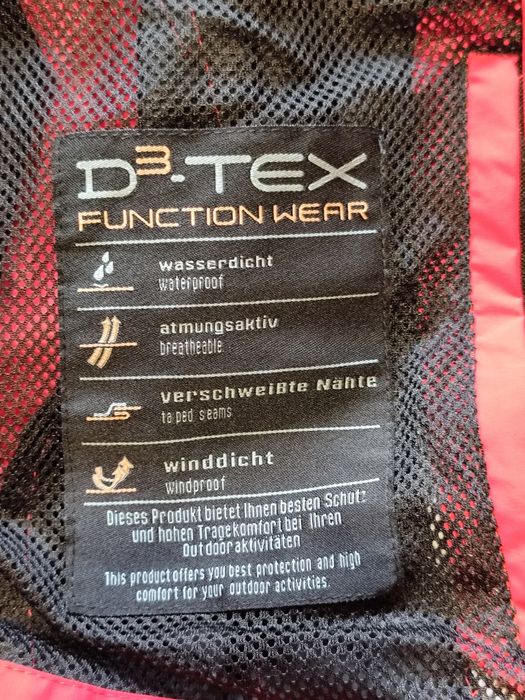 D3-TEX
FUNCTION WEAR
wasserdicht
waterproof
atmungsaktiv
breatheable
verschweißte Nähte
taped seams
winddicht
windproof
Dieses Produkt bietet Ihnen besten Schutz
und hohen Tragekomfort bei Ihren
Outdooraktivitäten
This product offers you best protection and high
comfort for your outdoor activities.